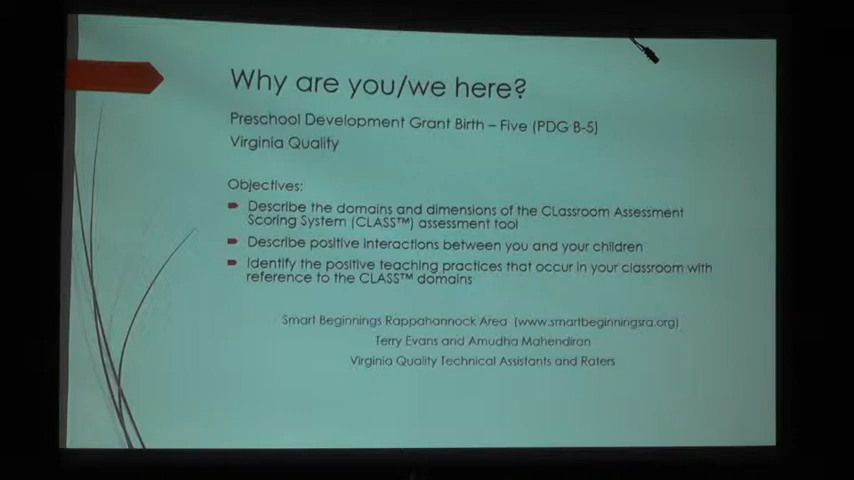 Why are you/we here?
Preschool Development Grant Birth – Five (PDG B-5)
Virginia Quality
Objectives:
Describe the domains and dimensions of the CLassroom Assessment
Scoring System (CLASS™) assessment tool
Describe positive interactions between you and your children
Identify the positive teaching practices that occur in your classroom with
reference to the CLASS™ domains
Smart Beginnings Rappahannock Area (www.smartbeginningsra.org)
Terry Evans and Amudha Mahendiran
Virginia Quality Technical Assistants and Raters